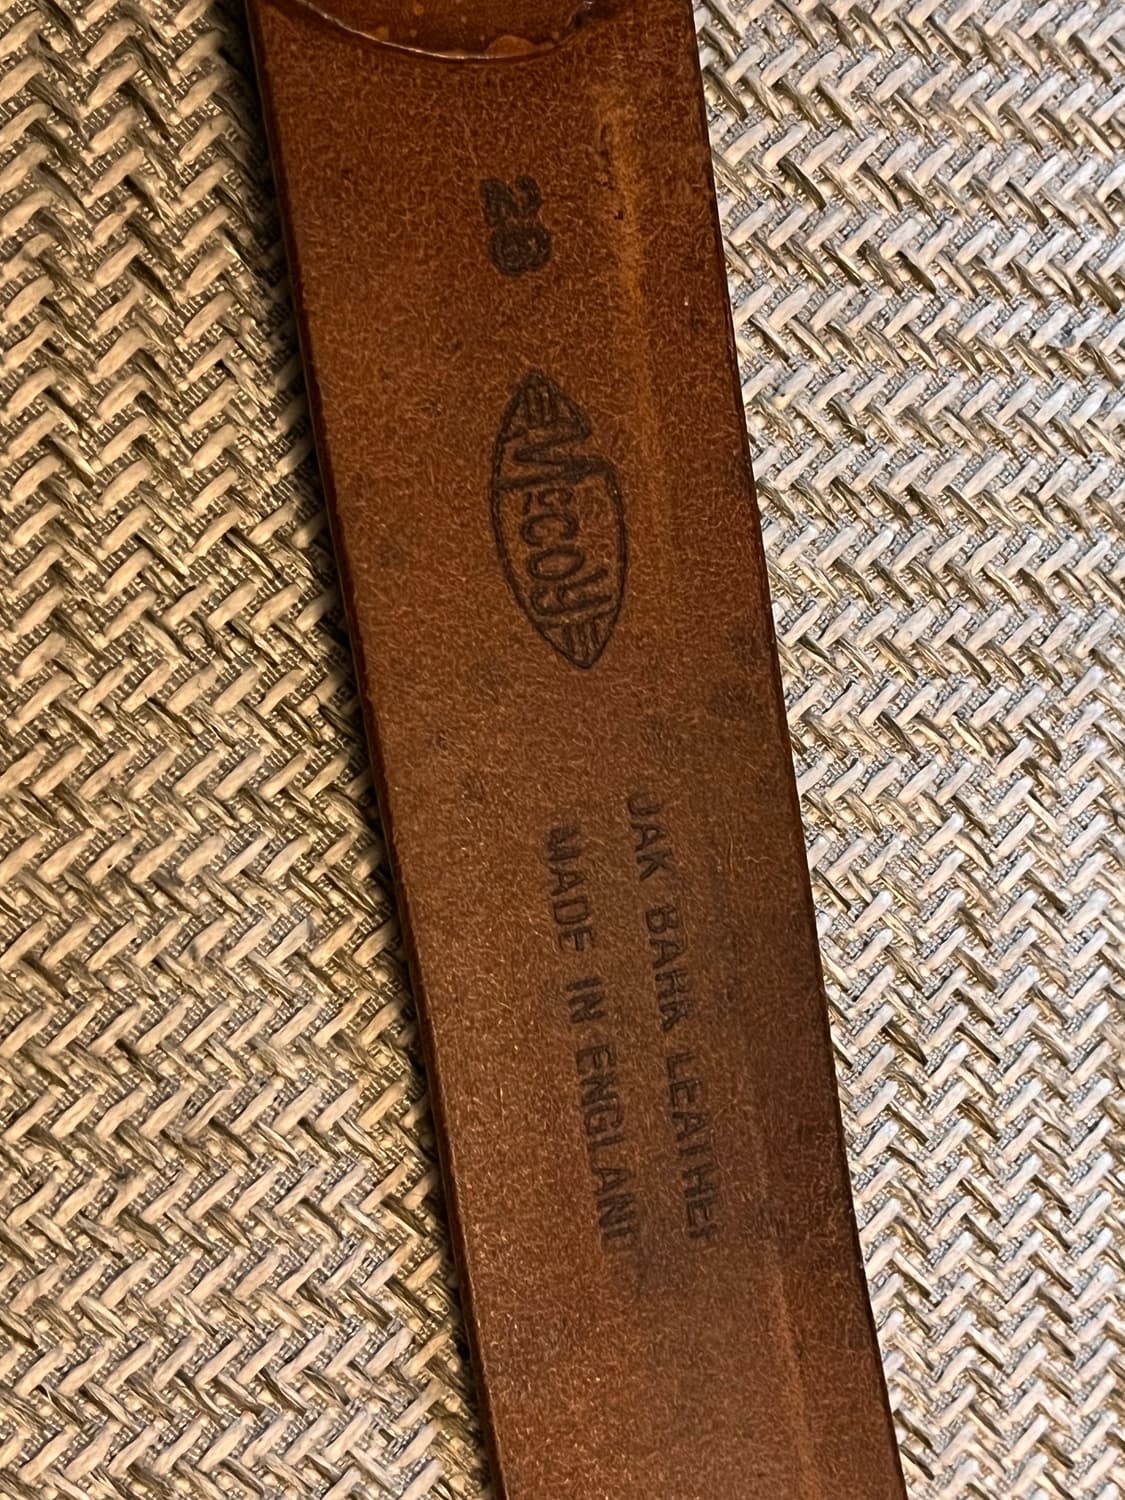 28
McCoy
OAK BARK LEATHER
MADE IN ENGLAND